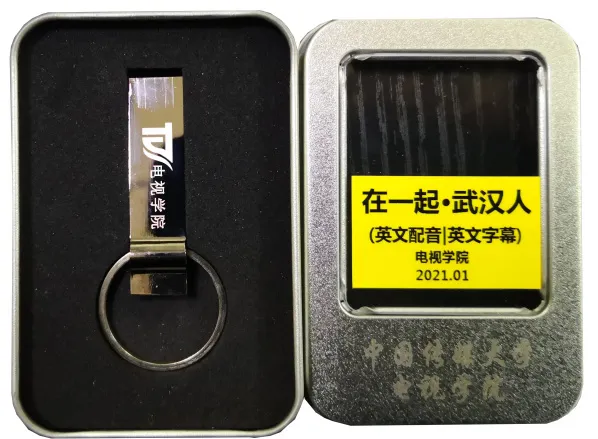 TV
电视学院
在一起·武汉人
(英文配音|英文字幕)
电视学院
2021.01
中国传媒大学
电视学院